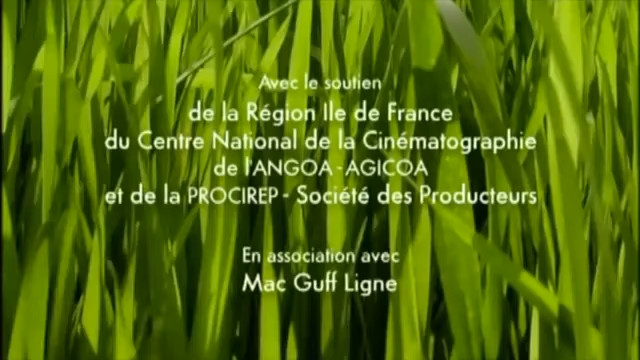 Avec le soutien
de la Région Ile de France
du Centre National de la Cinématographie
de l'ANGOA - AGICOA
et de la PROCIREP - Société des Producteurs
En association avec
Mac Guff Ligne